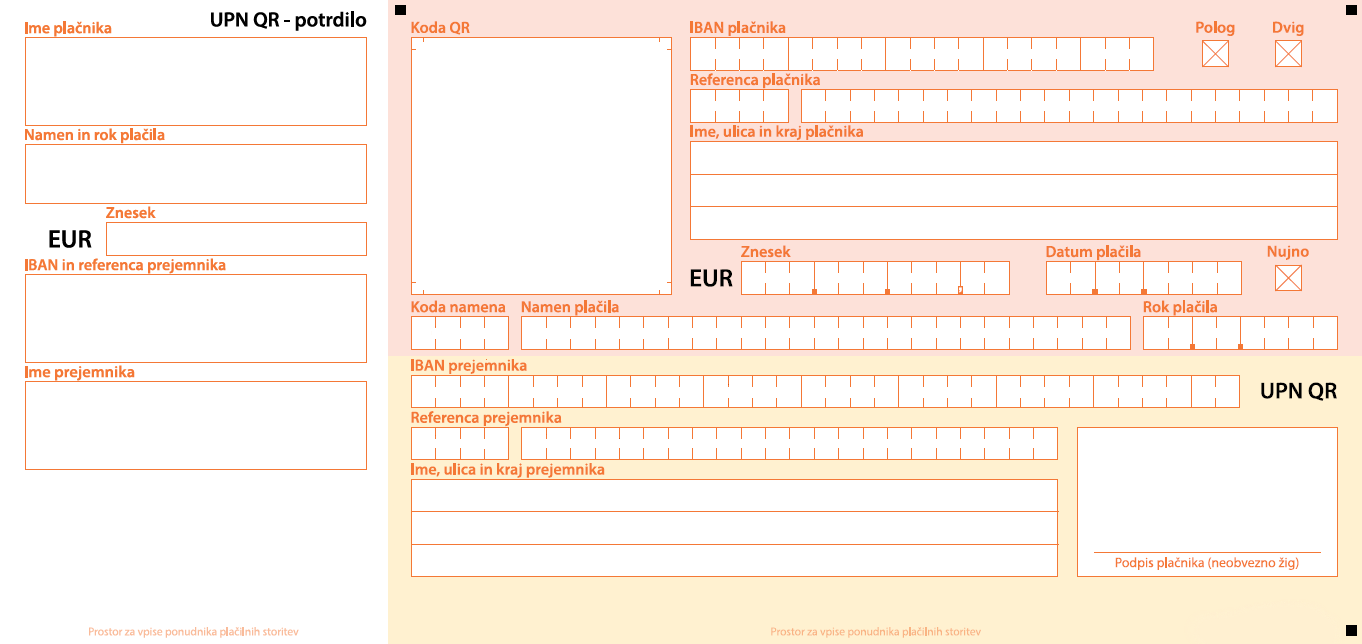 UPN QR - potrdilo
Ime plačnika
Namen in rok plačila
Znesek
EUR
IBAN in referenca prejemnika
Ime prejemnika
Prostor za vpise ponudnika plačilnih storitev
Koda QR
IBAN plačnika
Polog
Dvig
Referenca plačnika
Ime, ulica in kraj plačnika
Znesek
Datum plačila
Nujno
EUR
Koda namena
Namen plačila
Rok plačila
IBAN prejemnika
UPN QR
Referenca prejemnika
Ime, ulica in kraj prejemnika
Podpis plačnika (neobvezno žig)
Prostor za vpise ponudnika plačilnih storitev